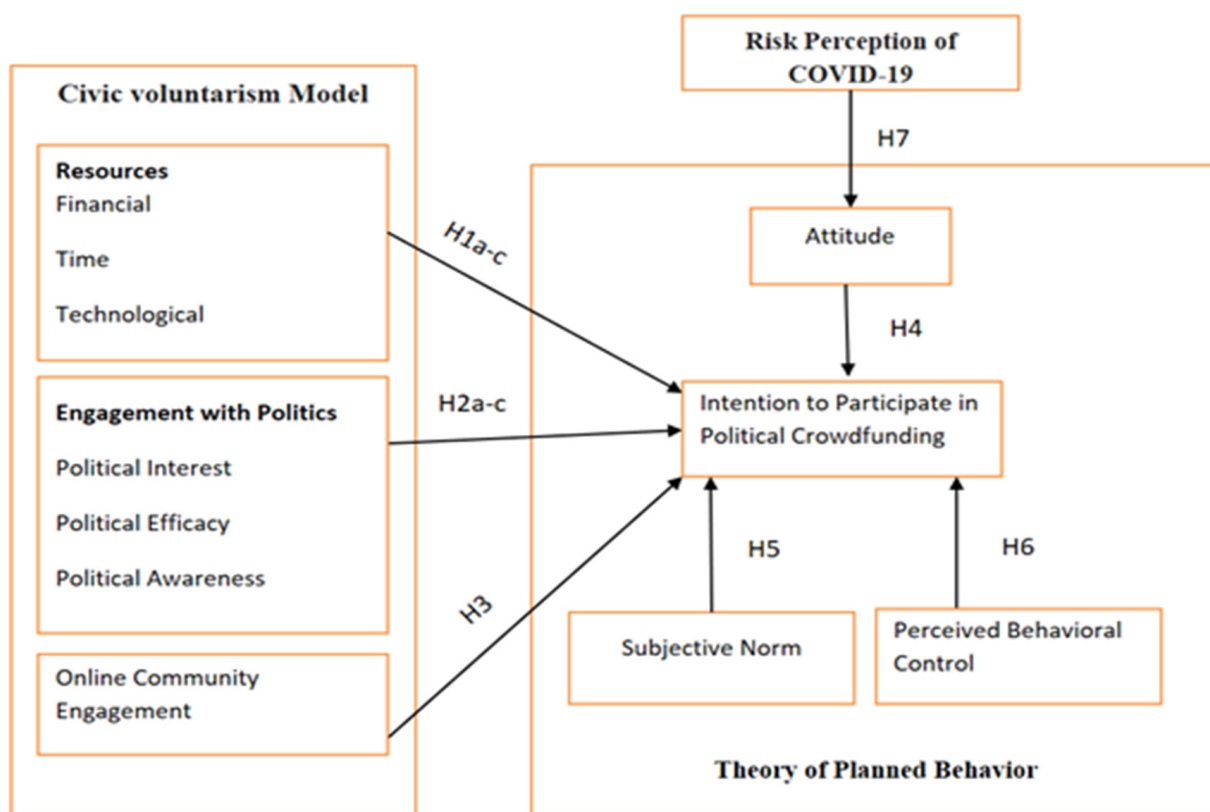 Civic voluntarism Model
Resources
Financial
Time
Technological
Engagement with Politics
Political Interest
Political Efficacy
Political Awareness
Online Community
Engagement
H1a-c
H2a-c
H3
Risk Perception of
COVID-19
H7
Attitude
H4
Intention to Participate in
Political Crowdfunding
H5
H6
Subjective Norm
Perceived Behavioral
Control
Theory of Planned Behavior